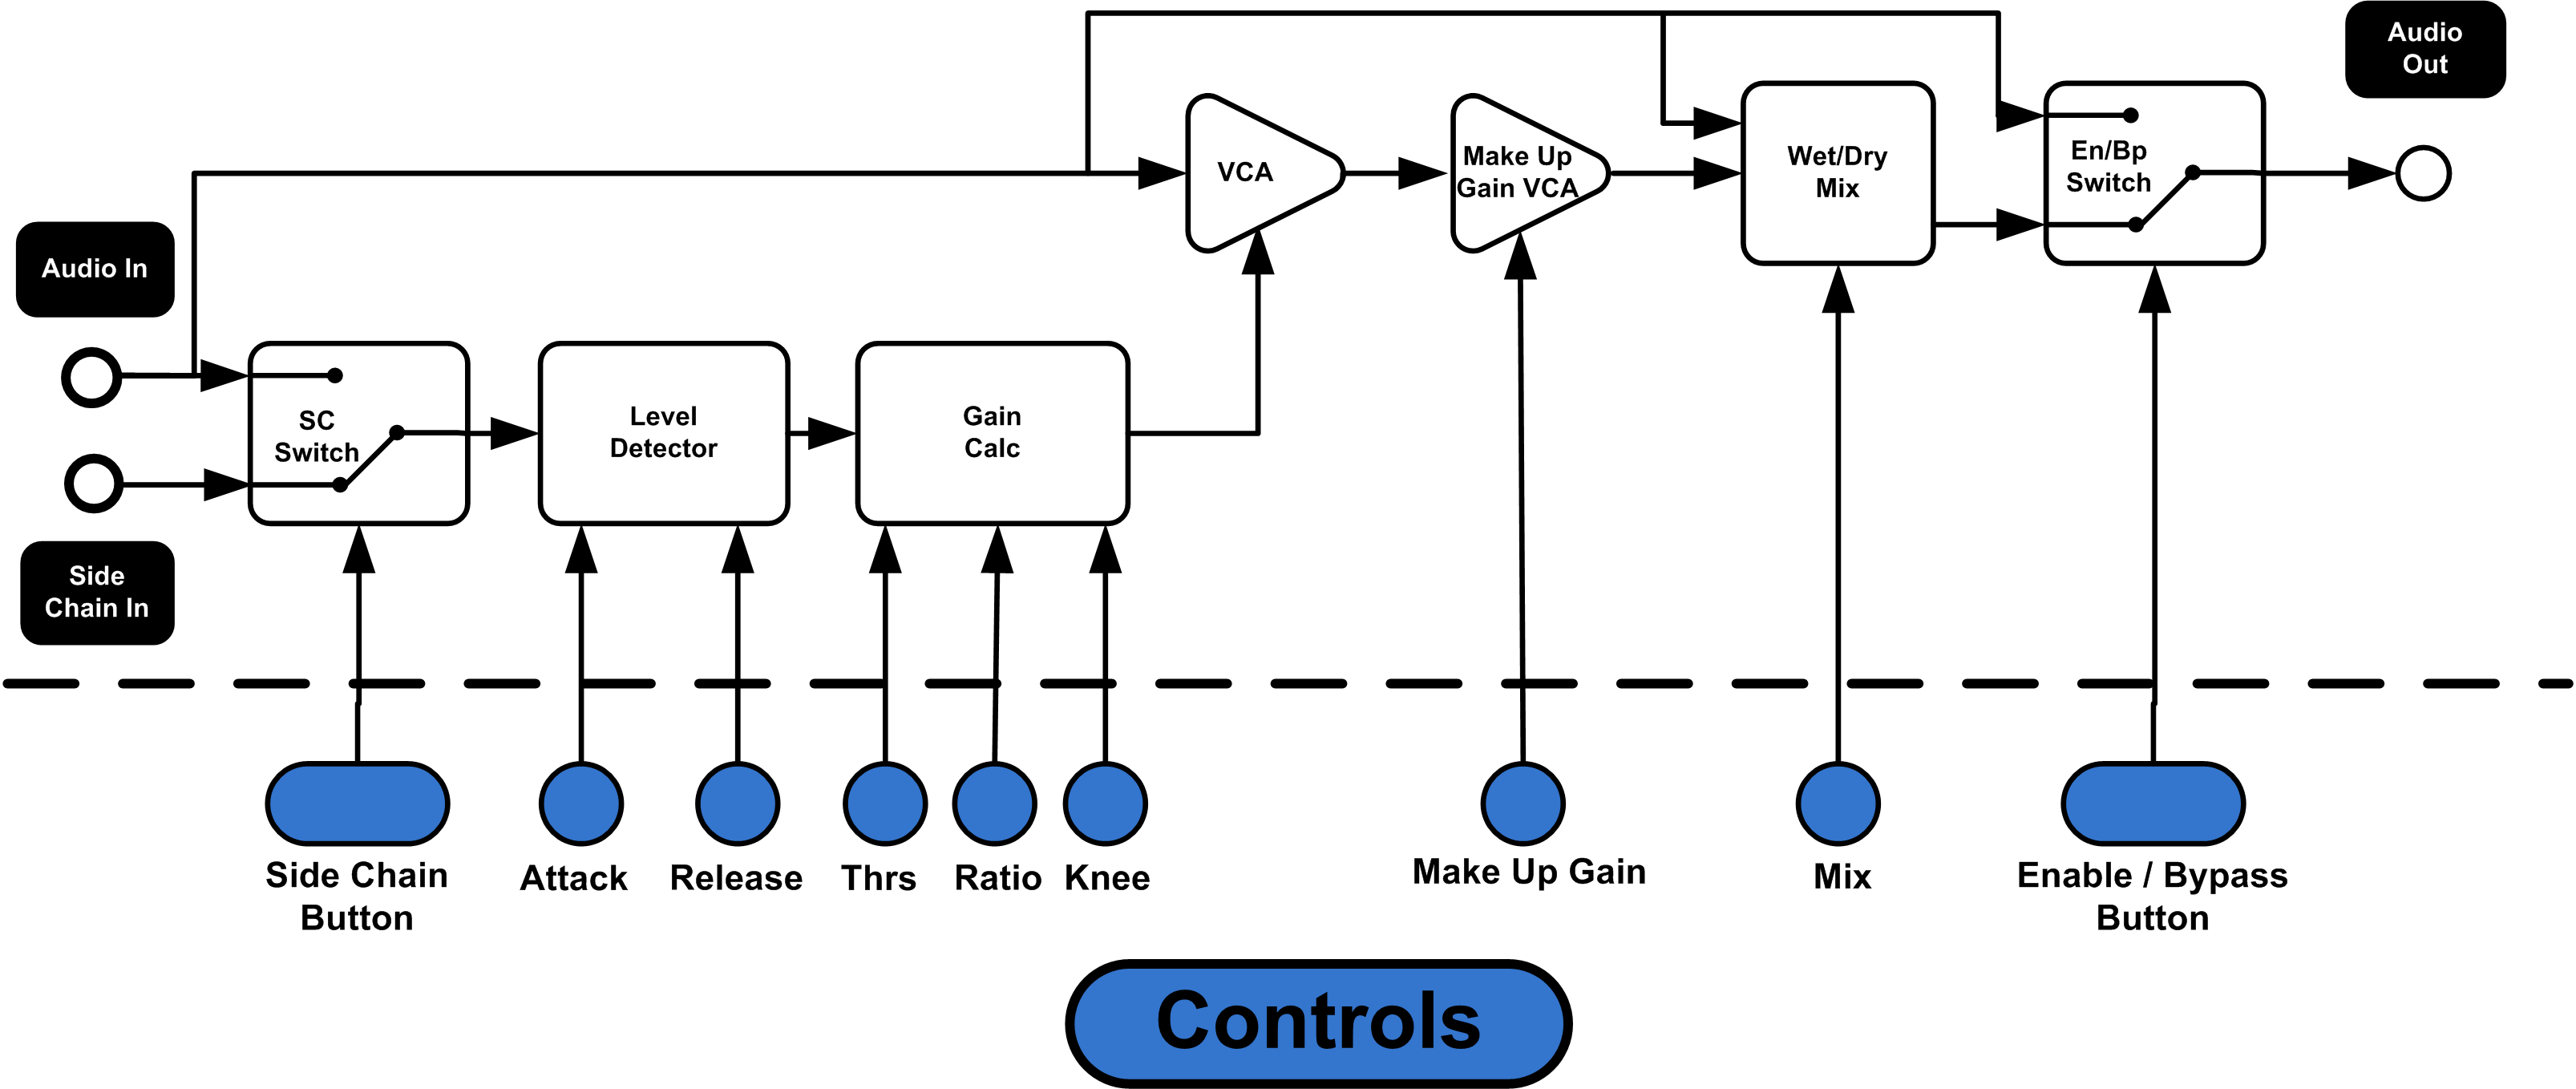 Audio
Out
VCA
Make Up
Gain VCA
Wet/Dry
Mix
En/Bp
Switch
Audio In
SC
Switch
Level
Detector
Gain
Calc
Side
Chain In
Side Chain
Button
Attack
Release
Thrs
Ratio
Knee
Make Up Gain
Mix
Enable / Bypass
Button
Controls